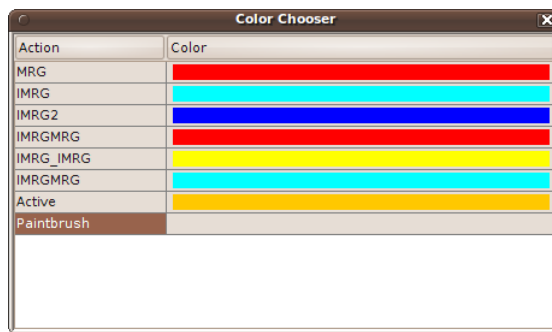 Color Chooser
Action Color
MRG
IMRG
IMRG2
IMRGMRG
IMRG_IMRG
IMRGMRG
Active
Paintbrush